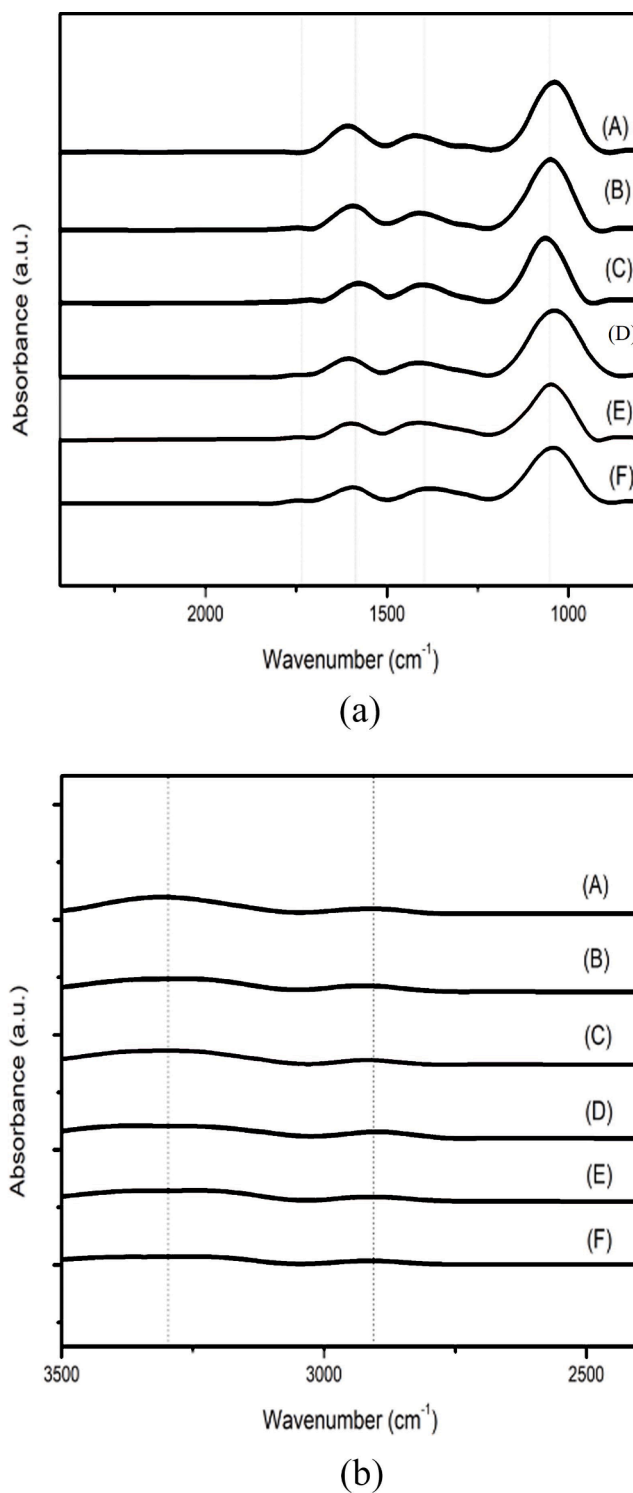 (A)
(B)
(C)
(D)
(E)
(F)
Absorbance (a.u.)
2000 1500 1000
Wavenumber (cm-1)
(a)
(A)
(B)
(C)
(D)
(E)
(F)
Absorbance (a.u.)
3500 3000 2500
Wavenumber (cm-1)
(b)